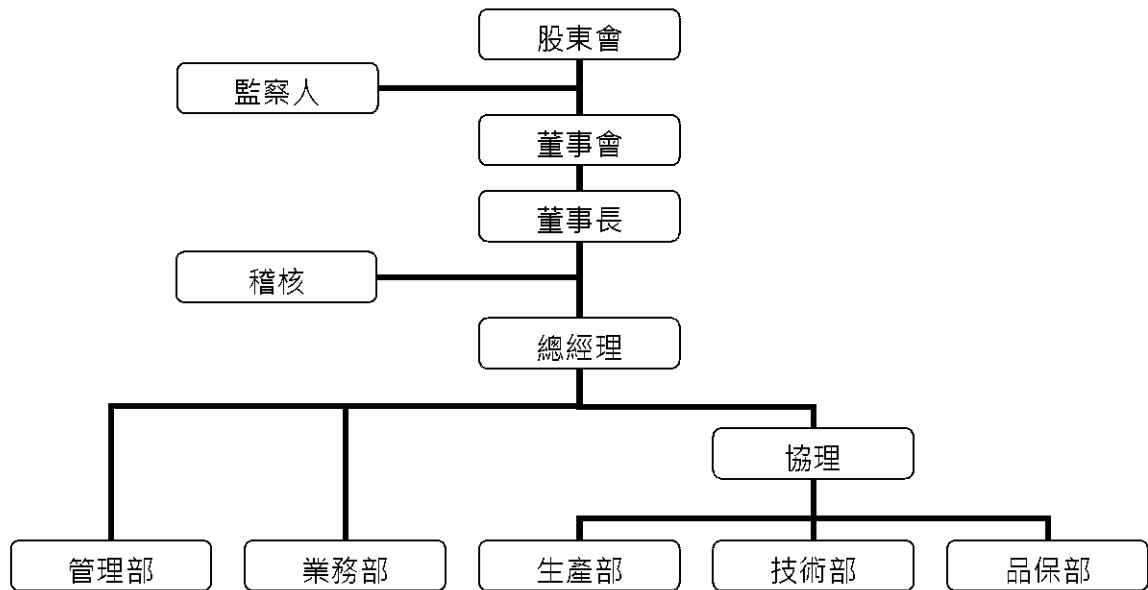 股東會
監察人
董事會
董事長
稽核
總經理
協理
管理部
業務部
生產部
技術部
品保部